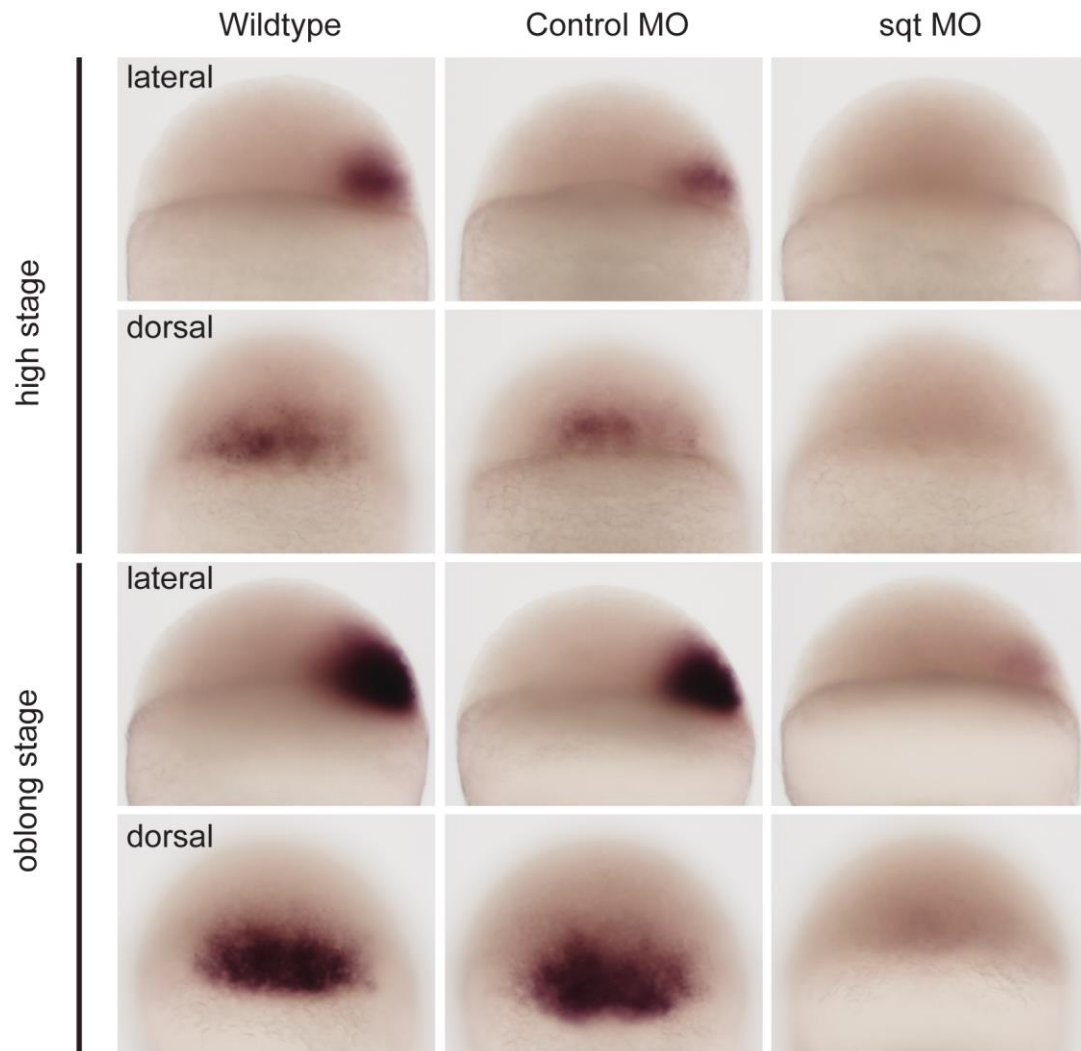 Wildtype
Control MO
sqt MO
high stage
lateral
dorsal
oblong stage
lateral
dorsal